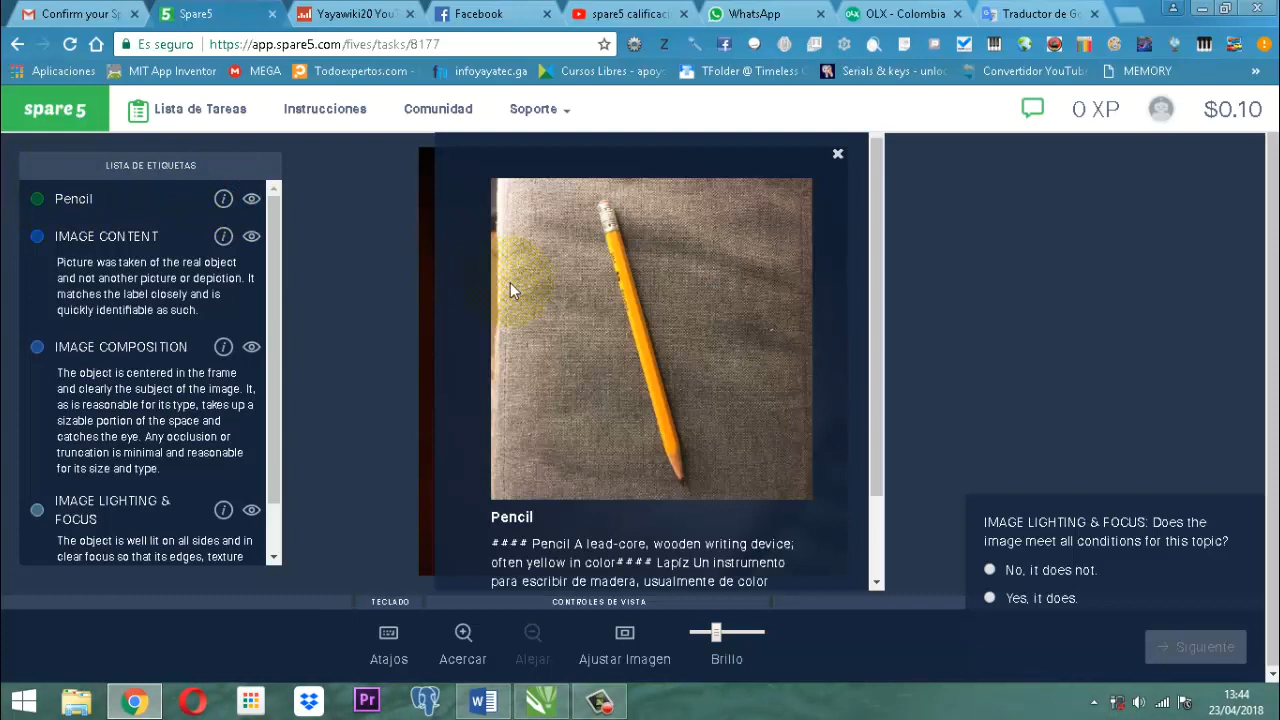 Confirm your S
Spare5
Yayawiki20 YouT
Facebook
spare5 calificaci
WhatsApp
OLX - Colombia
Traductor de Go
Es seguro
https://app.spare5.com/fives/tasks/8177
Aplicaciones
MIT App Inventor
MEGA
Todoexpertos.com -
infoyayatec.ga
Cursos Libres - apoy
TFolder @ Timeless
Serials & keys - unlo
Convertidor YouTub
MEMORY
»
spare5
Lista de Tareas
Instrucciones
Comunidad
Soporte
0 XP
$0.10
LISTA DE ETIQUETAS
Pencil
IMAGE CONTENT
Picture was taken of the real object
and not another picture or depiction. It
matches the label closely and is
quickly identifiable as such.
IMAGE COMPOSITION
The object is centered in the frame
and clearly the subject of the image. It,
as is reasonable for its type, takes up a
sizable portion of the space and
catches the eye. Any occlusion or
truncation is minimal and reasonable
for its size and type.
IMAGE LIGHTING &
FOCUS
The object is well lit on all sides and in
clear focus so that its edges, texture
Pencil
#### Pencil A lead-core, wooden writing device;
often yellow in color#### Lapíz Un instrumento
para escribir de madera, usualmente de color
IMAGE LIGHTING & FOCUS: Does the
image meet all conditions for this topic?
No, it does not.
Yes, it does.
TECLADO
CONTROLES DE VISTA
Atajos
Acercar
Alejar
Ajustar Imagen
Brillo
Siguiente
13:44
23/04/2018